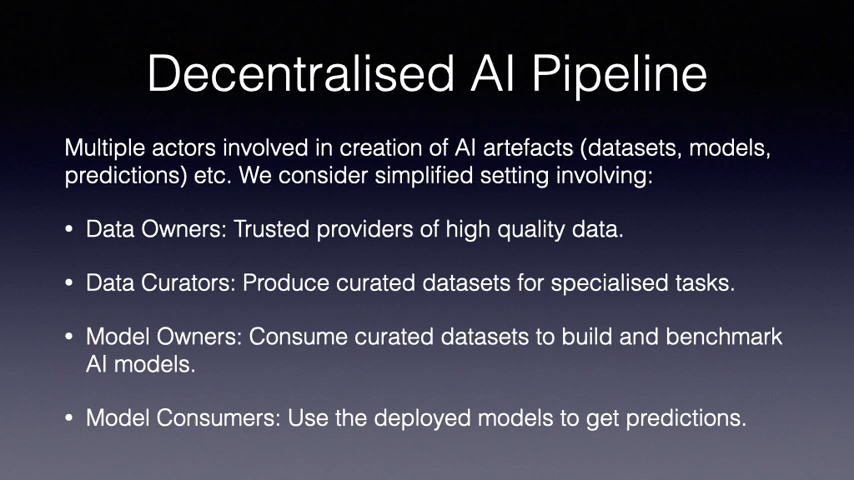 Decentralised AI Pipeline
Multiple actors involved in creation of AI artefacts (datasets, models,
predictions) etc. We consider simplified setting involving:
• Data Owners: Trusted providers of high quality data.
• Data Curators: Produce curated datasets for specialised tasks.
• Model Owners: Consume curated datasets to build and benchmark
AI models.
• Model Consumers: Use the deployed models to get predictions.